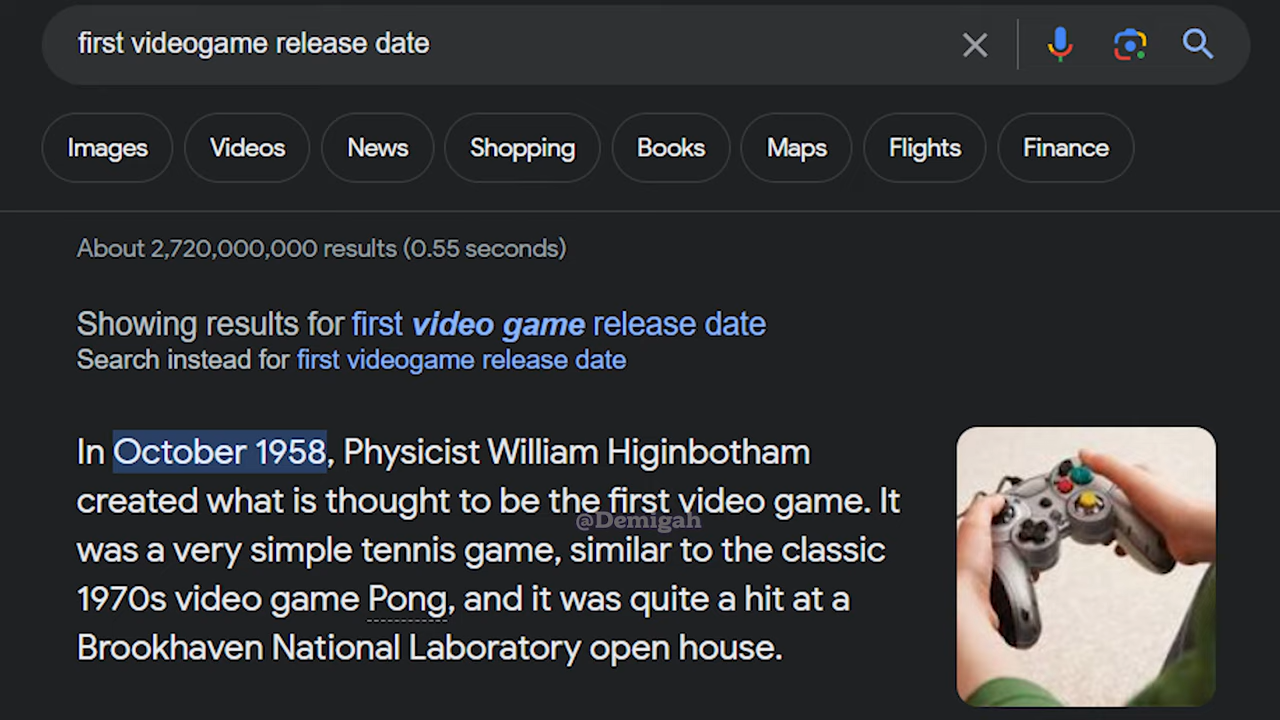 first videogame release date
Images Videos News Shopping Books Maps Flights Finance
About 2,720,000,000 results (0.55 seconds)
Showing results for first video game release date
Search instead for first videogame release date
In October 1958, Physicist William Higinbotham
created what is thought to be the first video game. It
@Demigah
was a very simple tennis game, similar to the classic
1970s video game Pong, and it was quite a hit at a
Brookhaven National Laboratory open house.